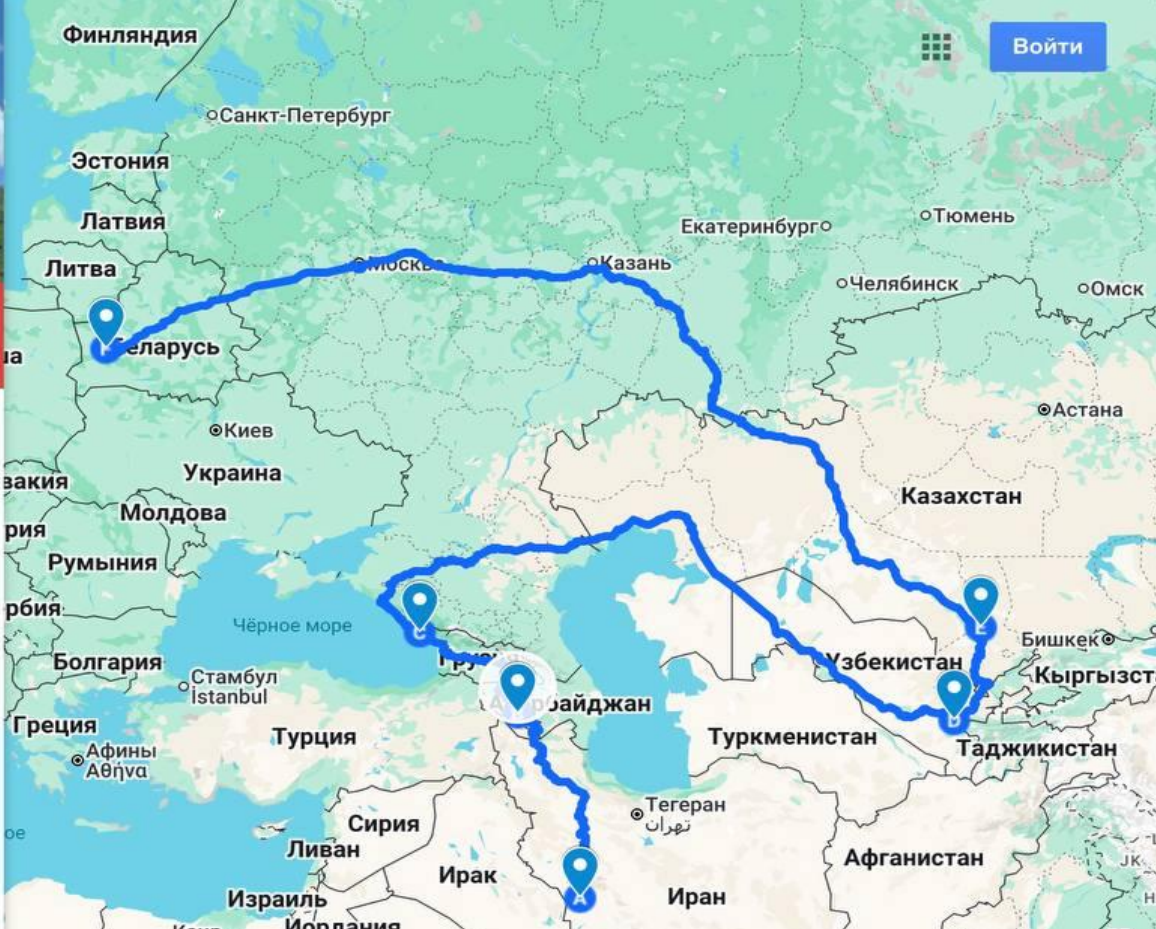 Финляндия
Войти
Санкт-Петербург
Эстония
Латвия
Екатеринбург
Тюмень
Литва
Москва
Казань
Челябинск
Омск
Беларусь
Астана
Киев
Украина
Казахстан
Молдова
Румыния
Чёрное море
Бишкек
Болгария
Узбекистан
Стамбул
İstanbul
Греция
Турция
Туркменистан
Таджикистан
Афины
Αθήνα
Тегеран
تهران
Сирия
Ливан
Афганистан
Ирак
Иран
A
Израиль
Иордания
JK